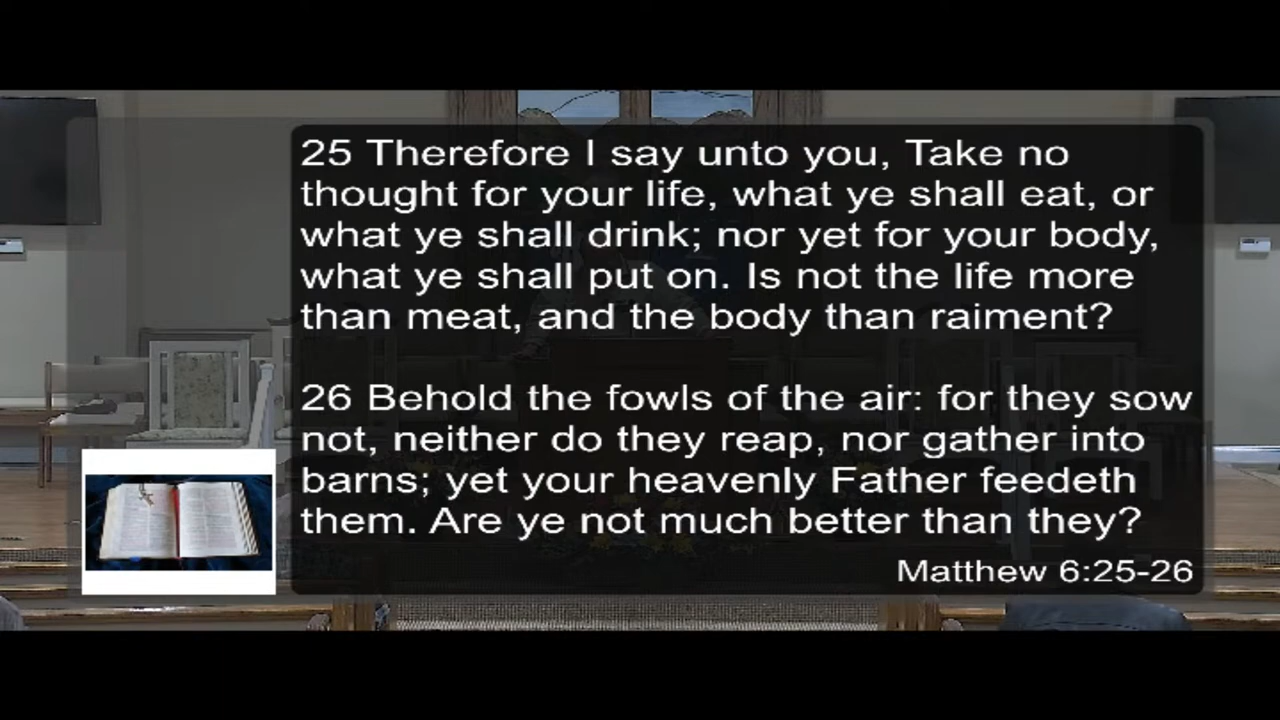 25 Therefore I say unto you, Take no
thought for your life, what ye shall eat, or
what ye shall drink; nor yet for your body,
what ye shall put on. Is not the life more
than meat, and the body than raiment?
26 Behold the fowls of the air: for they sow
not, neither do they reap, nor gather into
barns; yet your heavenly Father feedeth
them. Are ye not much better than they?
Matthew 6:25-26